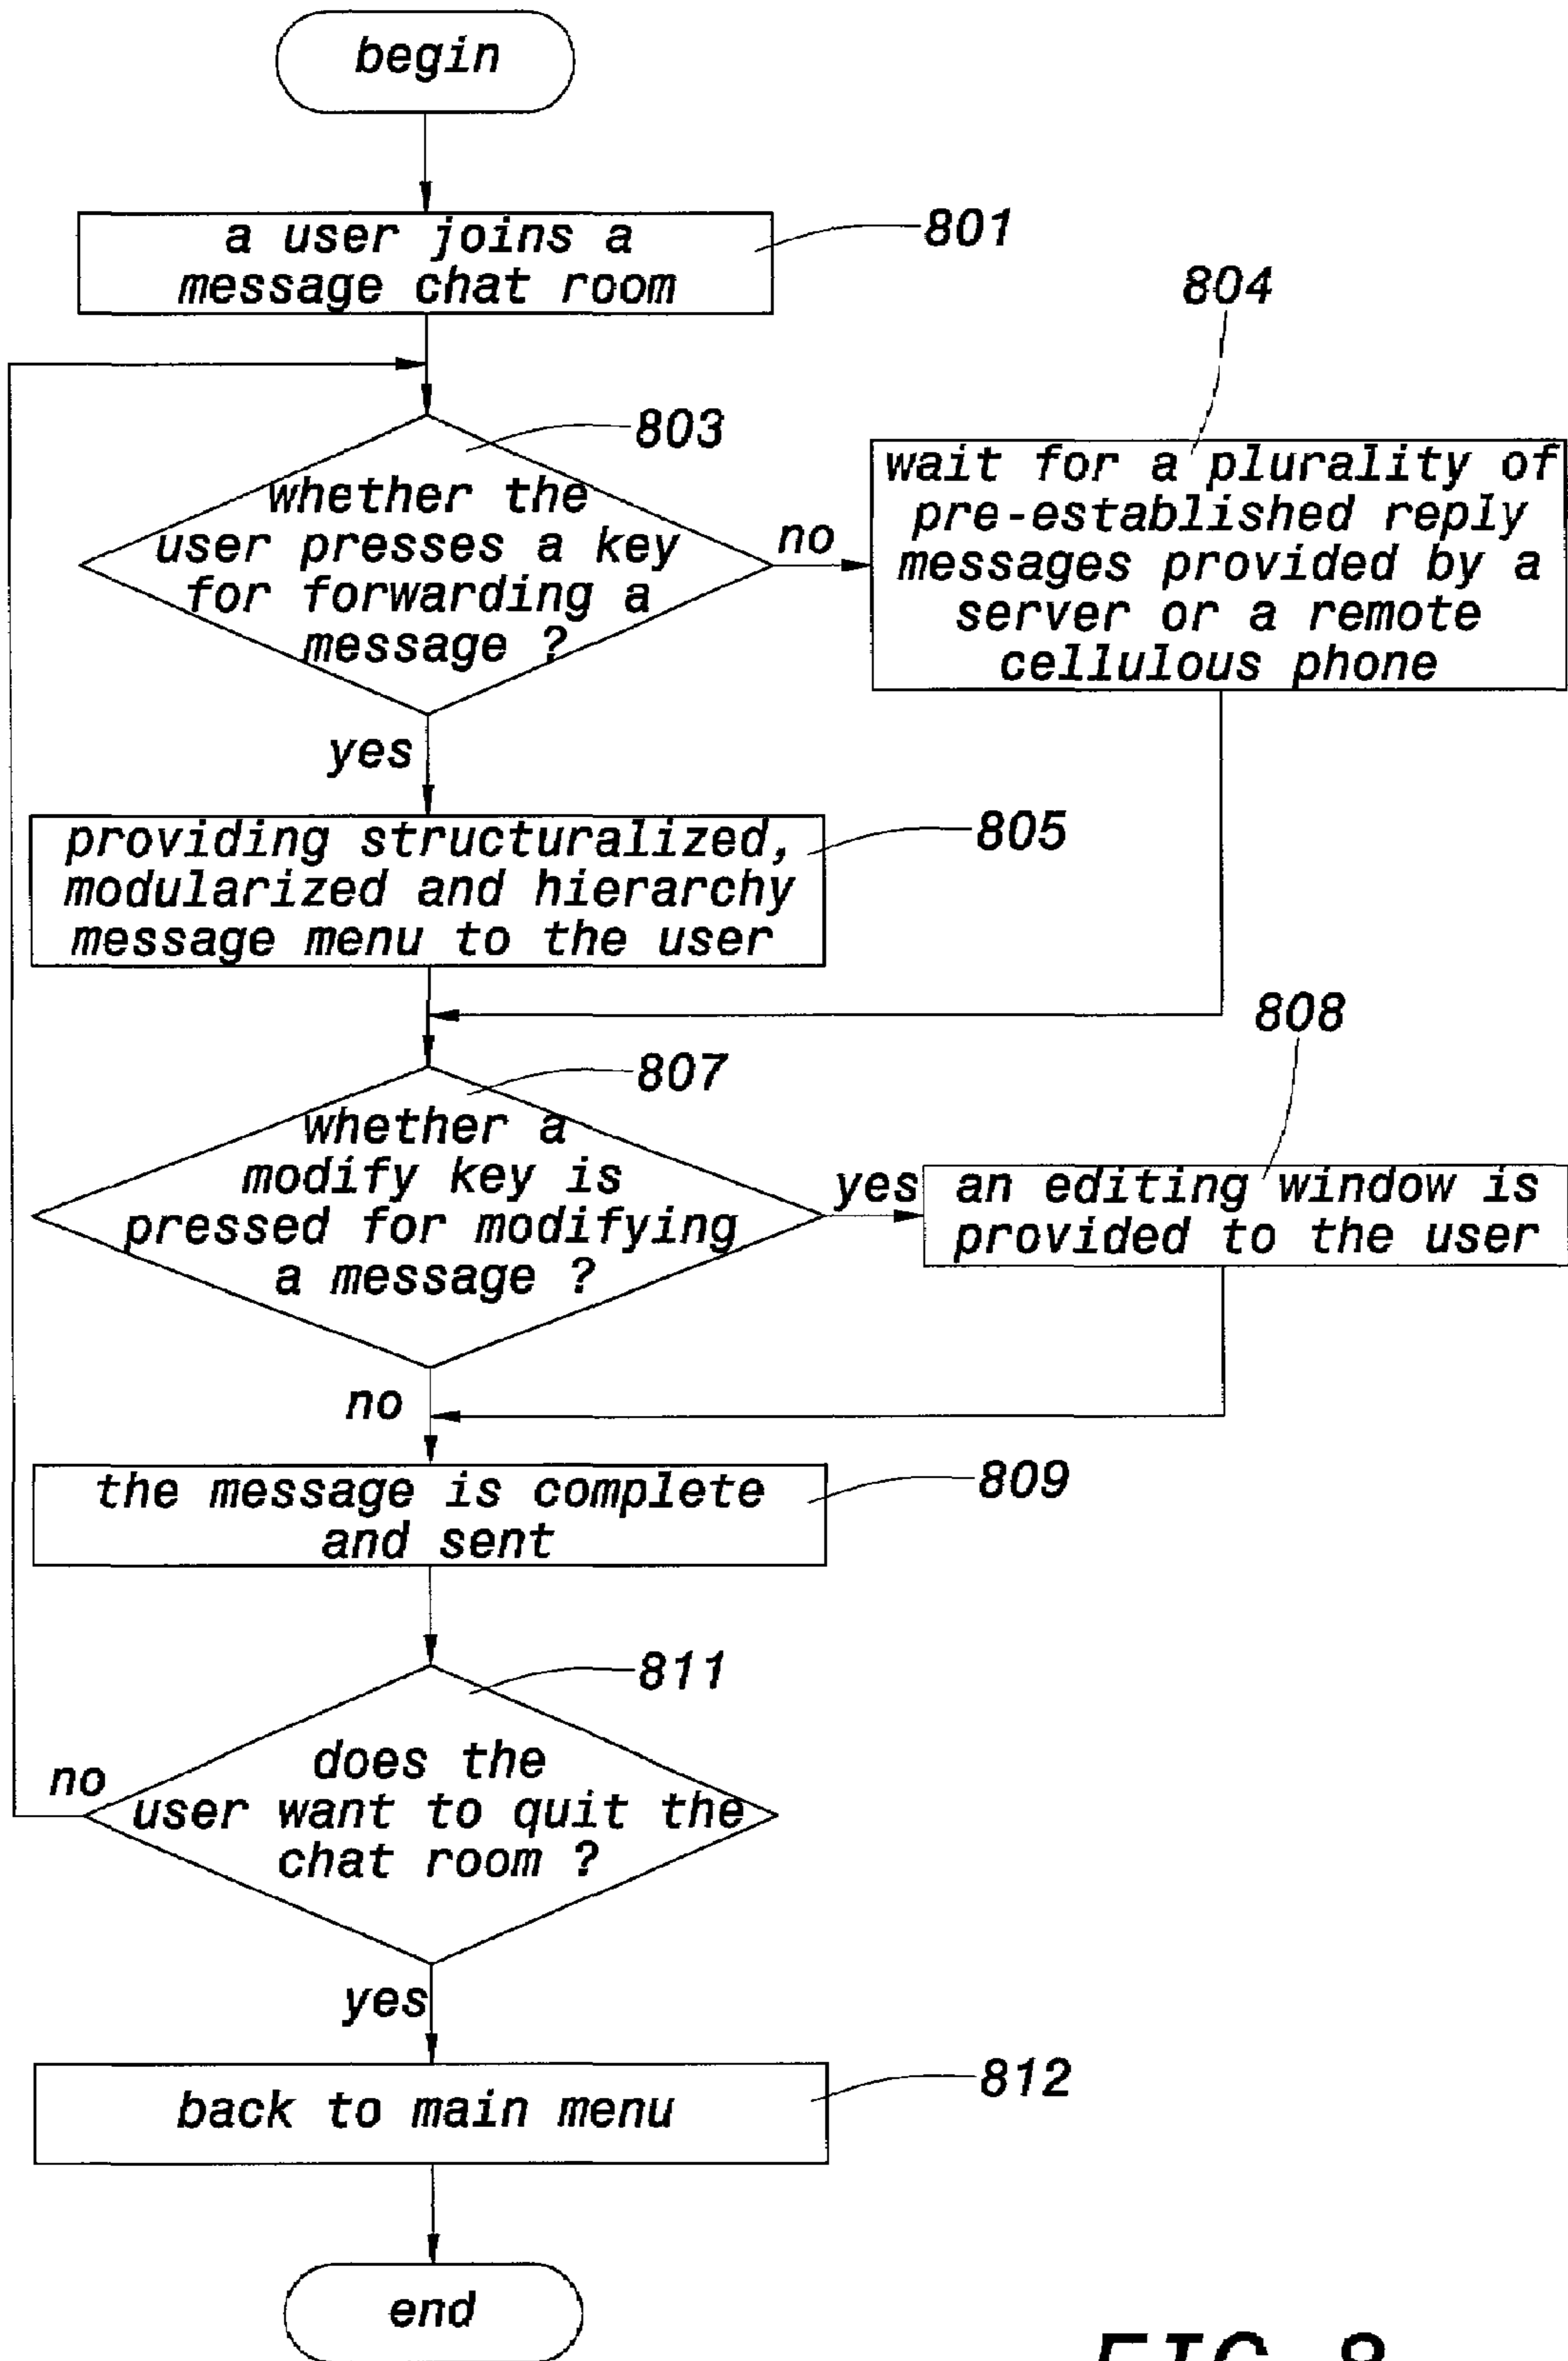 begin
a user joins a
message chat room
801
804
803
whether the
user presses a key
for forwarding a
message ?
no
wait for a plurality of
pre-established reply
messages provided by a
server or a remote
cellulous phone
yes
providing structuralized,
modularized and hierarchy
message menu to the user
805
808
807
whether a
modify key is
pressed for modifying
a message ?
yes
an editing window is
provided to the user
no
the message is complete
and sent
809
811
does the
user want to quit the
chat room ?
no
yes
back to main menu
812
end